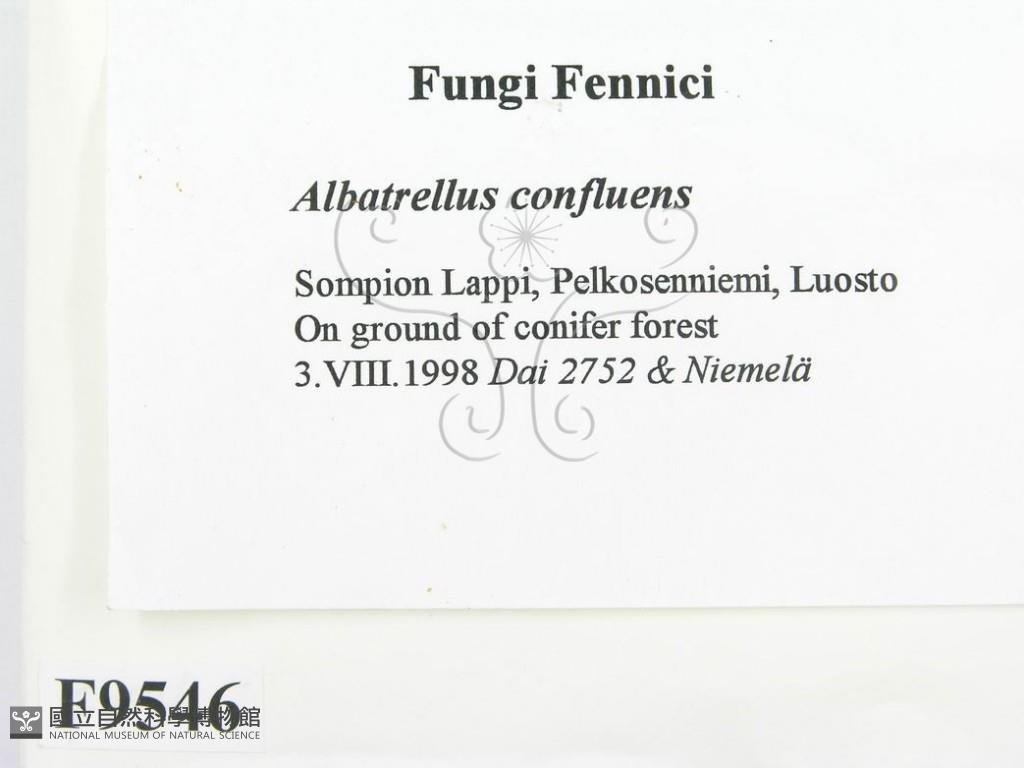 Fungi Fennici
Albatrellus confluens
Sompion Lappi, Pelkosenniemi, Luosto
On ground of conifer forest
3.VIII.1998 Dai 2752 & Niemelä
F9546
國立自然科學博物館
NATIONAL MUSEUM OF NATURAL SCIENCE